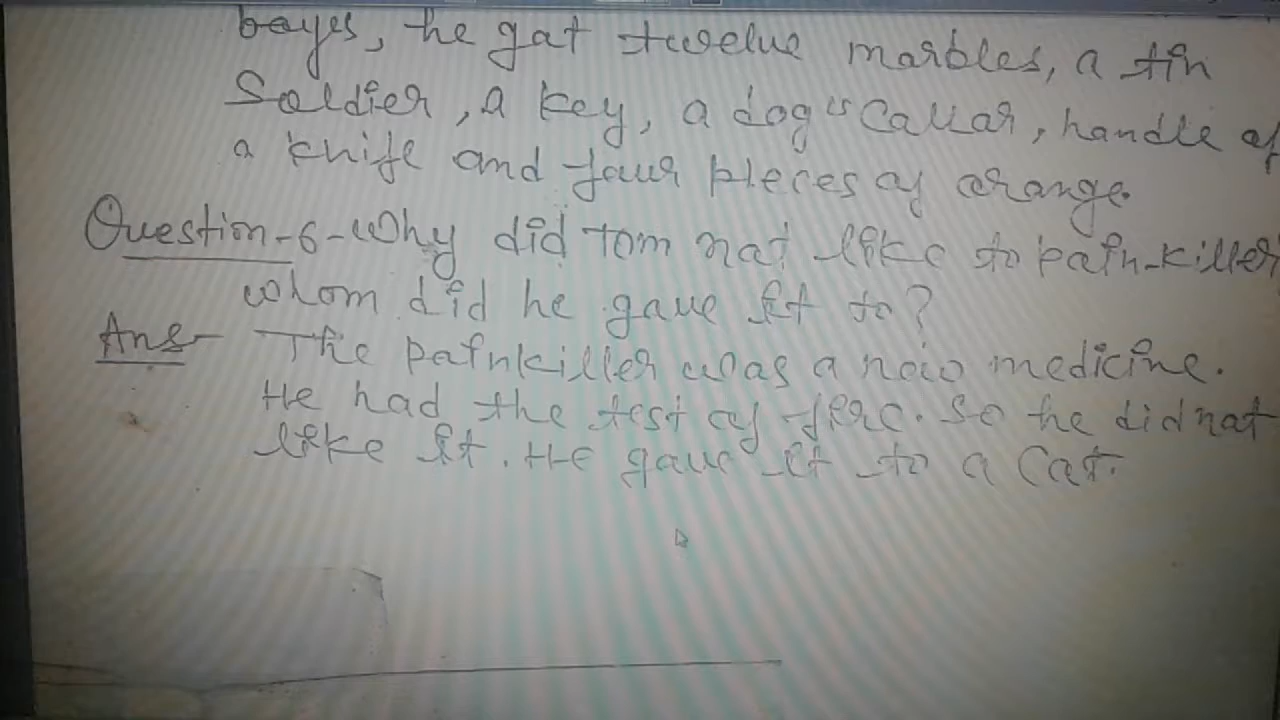 boyes, he got twelve marbles, a tin
Soldier, a key, a dog"s Collar, handle of
a knife and four pieces of orange.
Question-6-Why did Tom not like to pain-killer
whom did he gave it to?
Ans- The painkiller was a new medicine.
He had the test of fire. So he did not
like it. He gave it to a Cat.